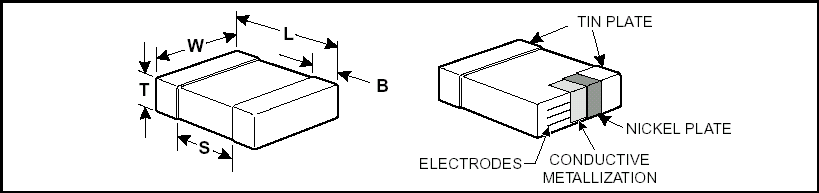 W
L
T
B
S
TIN PLATE
NICKEL PLATE
ELECTRODES
CONDUCTIVE
METALLIZATION